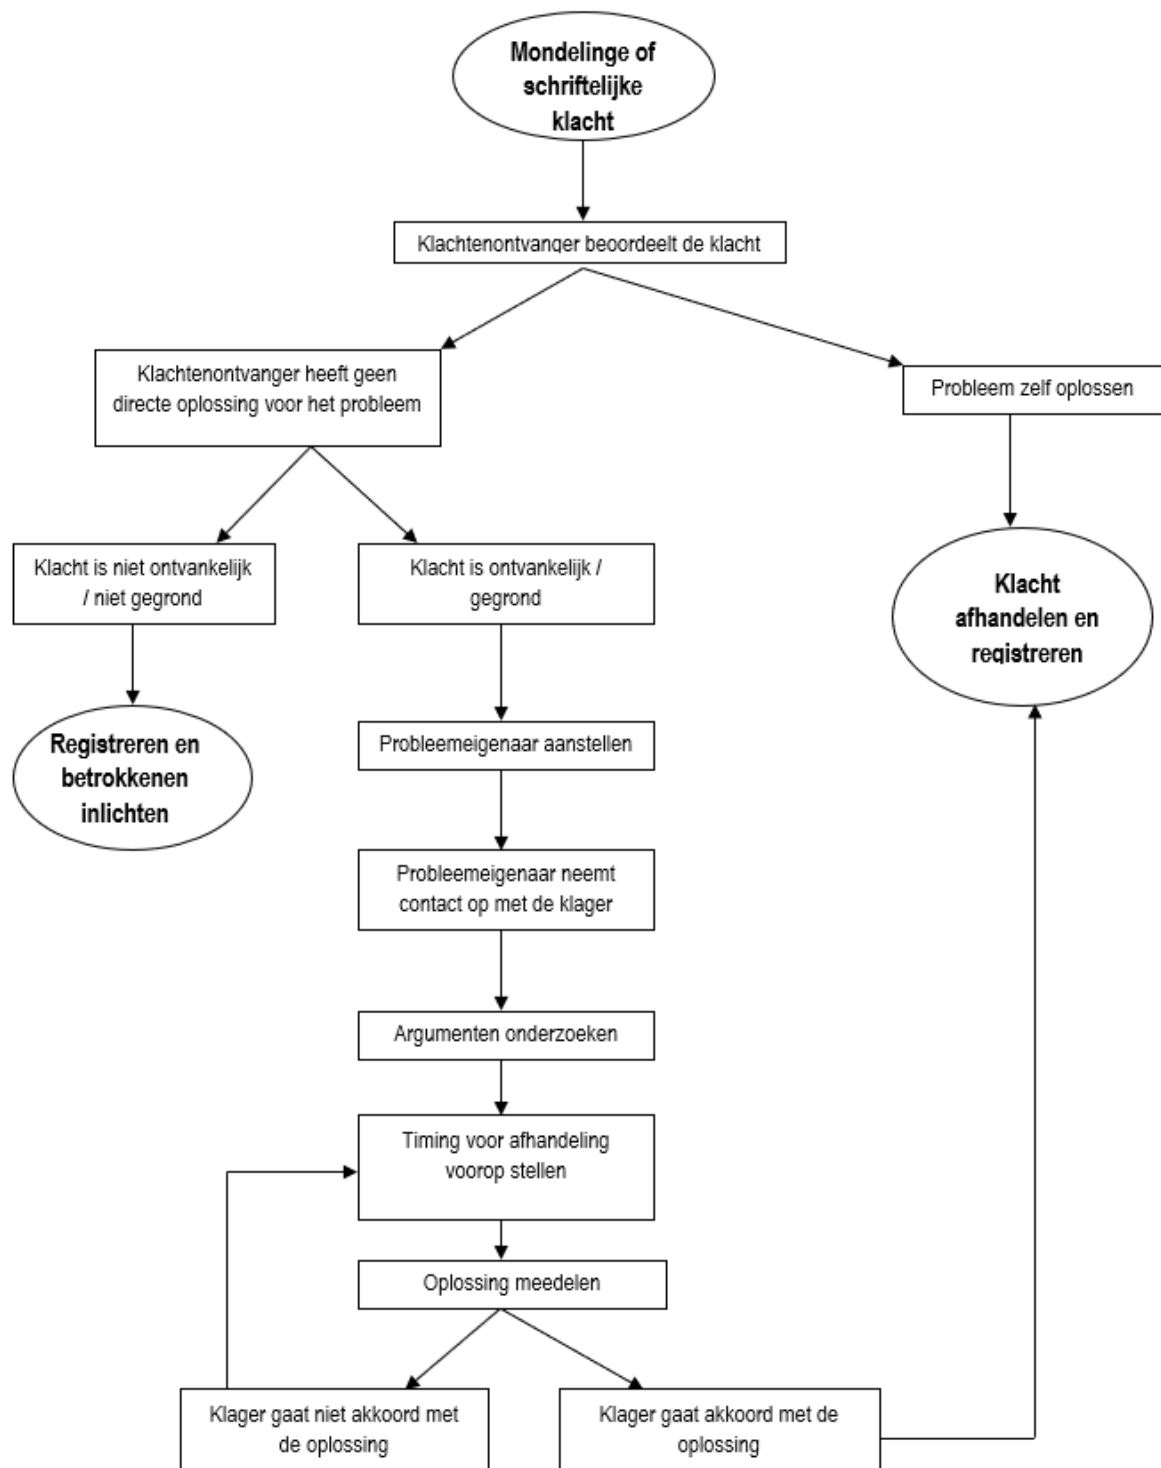 Mondelinge of
schriftelijke
klacht
Klachtenontvanger beoordeelt de klacht
Klachtenontvanger heeft geen
directe oplossing voor het probleem
Probleem zelf oplossen
Klacht is niet ontvankelijk
/ niet gegrond
Klacht is ontvankelijk /
gegrond
Klacht
afhandelen en
registreren
Registreren en
betrokkenen
inlichten
Probleemeigenaar aanstellen
Probleemeigenaar neemt
contact op met de klager
Argumenten onderzoeken
Timing voor afhandeling
voorop stellen
Oplossing meedelen
Klager gaat niet akkoord met
de oplossing
Klager gaat akkoord met de
oplossing